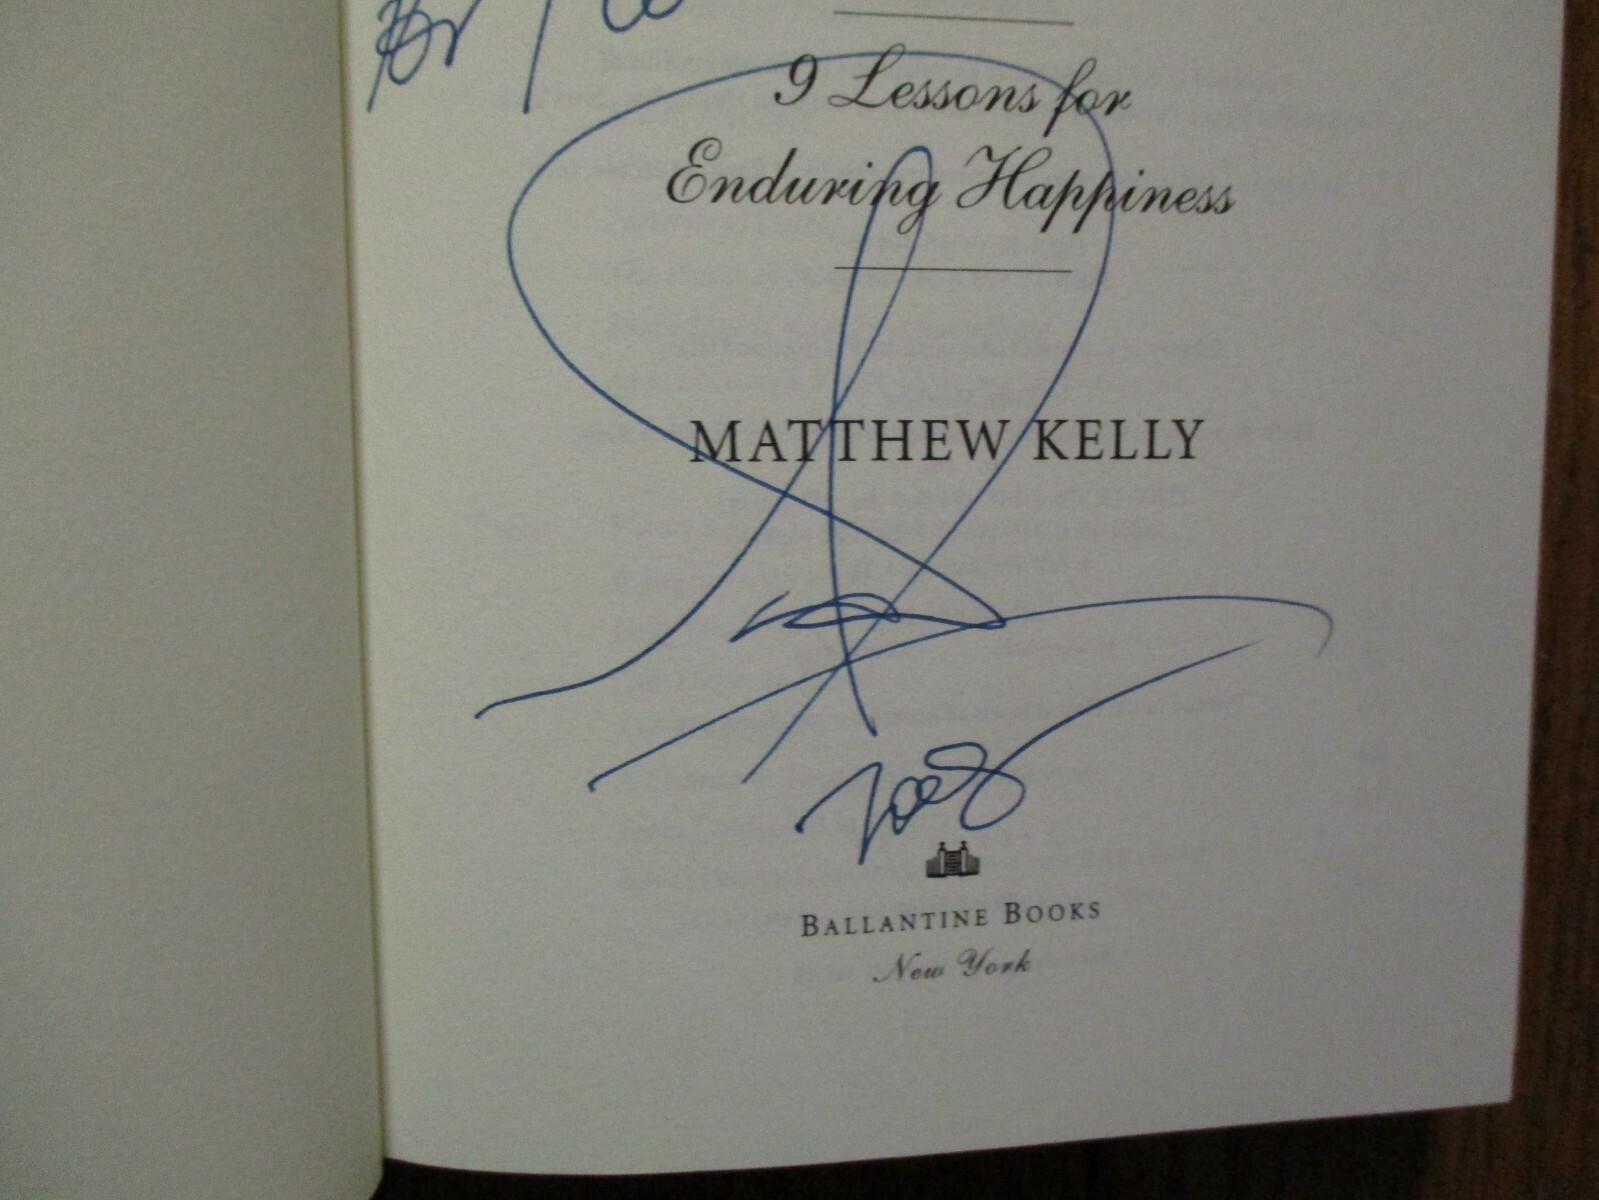 9 Lessons for
Enduring Happiness
MATTHEW KELLY
BALLANTINE BOOKS
New York